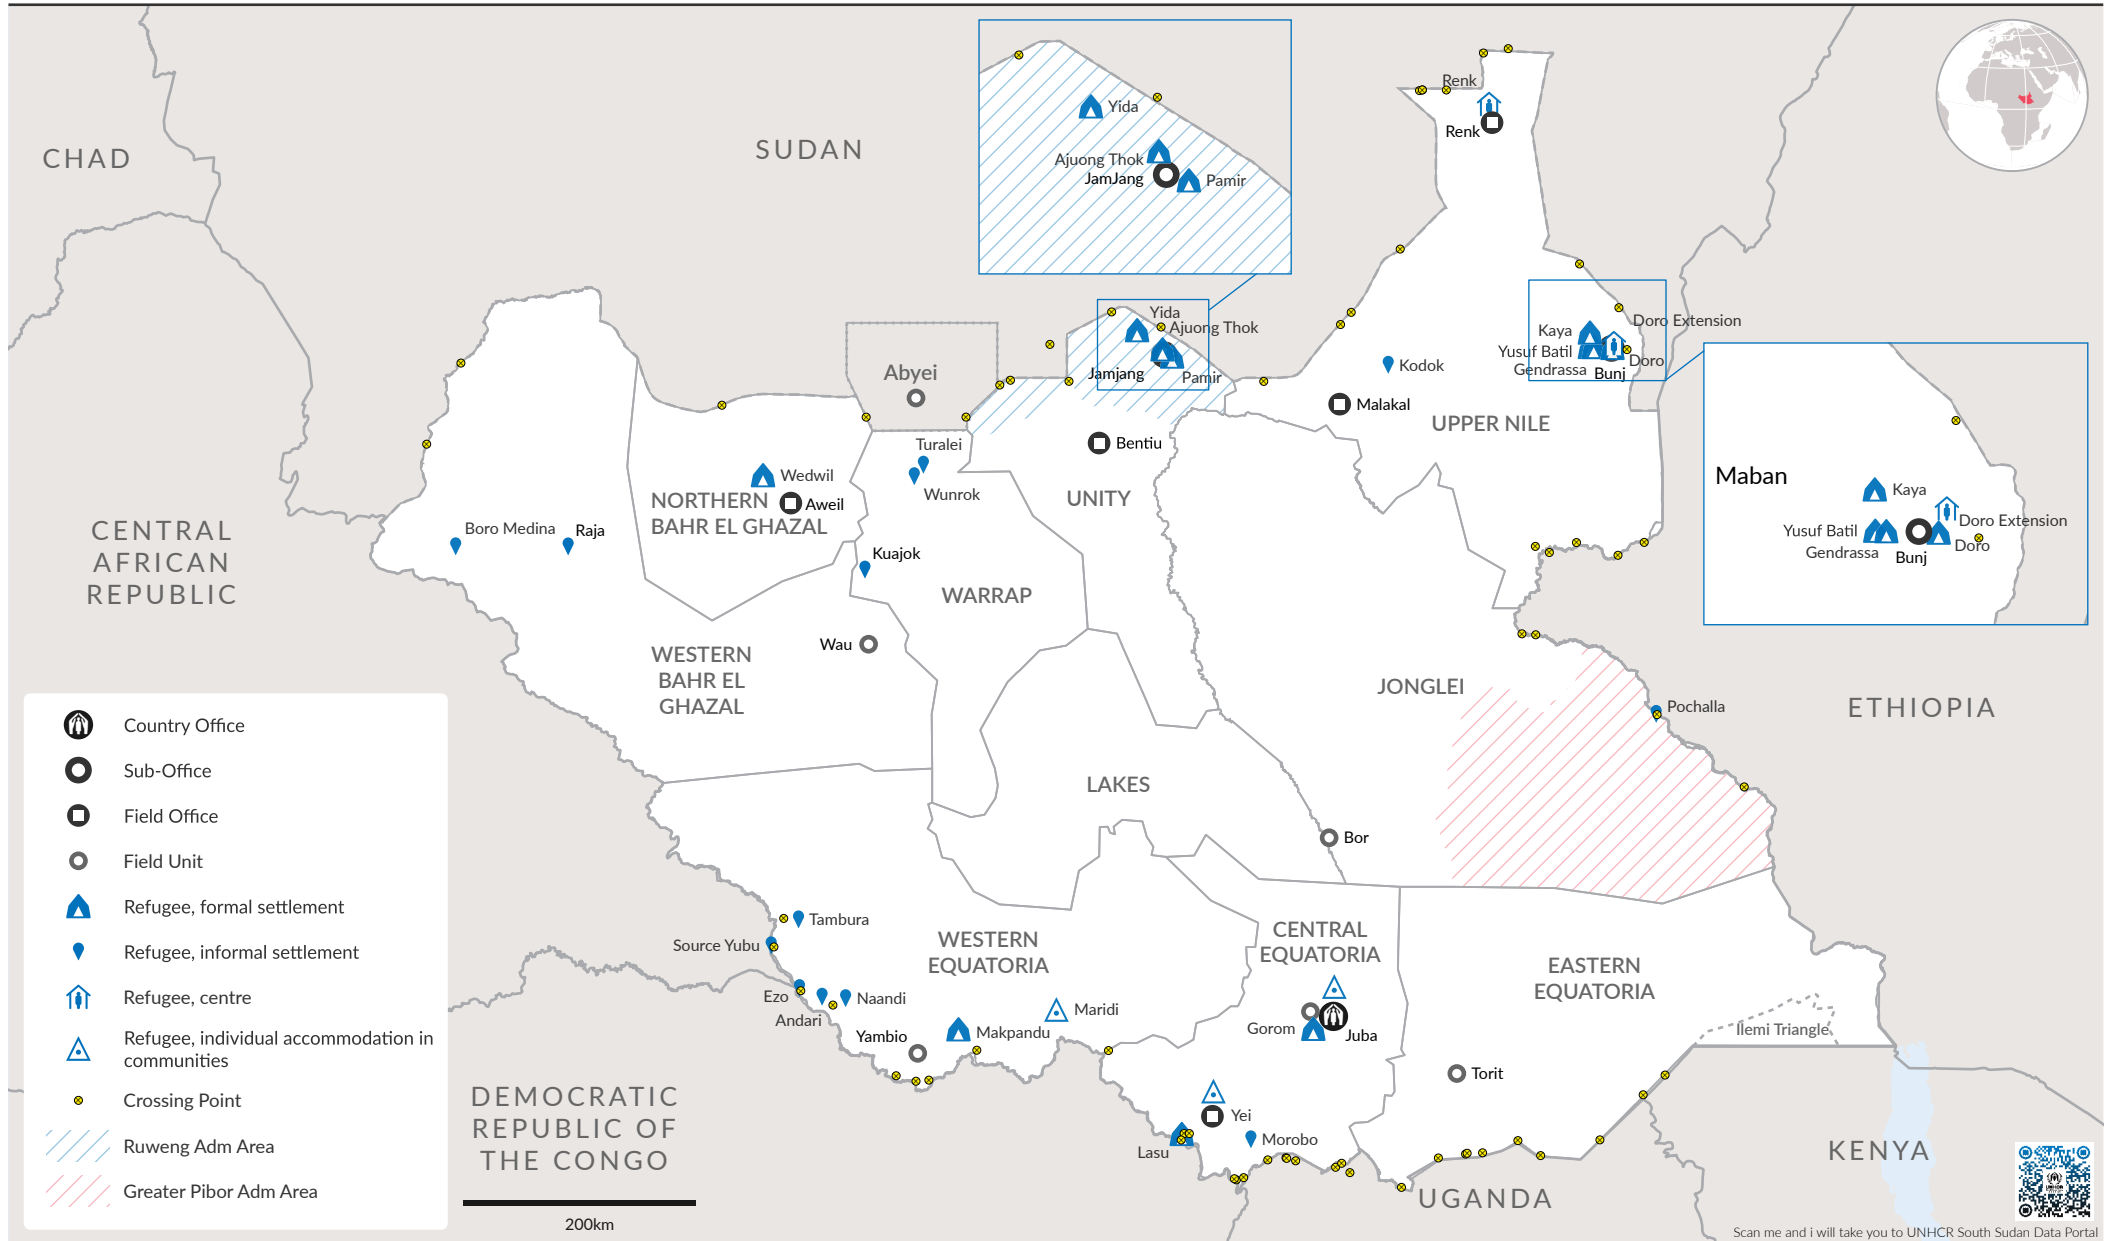 CHAD
SUDAN
CENTRAL
AFRICAN
REPUBLIC
DEMOCRATIC
REPUBLIC OF
THE CONGO
UGANDA
KENYA
ETHIOPIA
Yida
Ajuong Thok
JamJang
Pamir
Renk
Renk
Yida
Ajuong Thok
Jamjang
Pamir
Abyei
Kodok
Malakal
UPPER NILE
Kaya
Doro Extension
Yusuf Batil
Doro
Gendrassa
Bunj
Maban
Kaya
Doro Extension
Yusuf Batil
Doro
Gendrassa
Bunj
Turalei
Wunrok
Bentiu
UNITY
Wedwil
NORTHERN
BAHR EL GHAZAL
Aweil
Boro Medina
Raja
Kuajok
WARRAP
Wau
WESTERN
BAHR EL
GHAZAL
JONGLEI
Pochalla
LAKES
Bor
Tambura
Source Yubu
Ezo
Andari
Naandi
Yambio
Makpandu
Maridi
WESTERN
EQUATORIA
CENTRAL
EQUATORIA
Gorom
Juba
EASTERN
EQUATORIA
Ilemi Triangle
Torit
Yei
Morobo
Lasu
Country Office
Sub-Office
Field Office
Field Unit
Refugee, formal settlement
Refugee, informal settlement
Refugee, centre
Refugee, individual accommodation in
communities
Crossing Point
Ruweng Adm Area
Greater Pibor Adm Area
200km
UNHCR
Scan me and i will take you to UNHCR South Sudan Data Portal